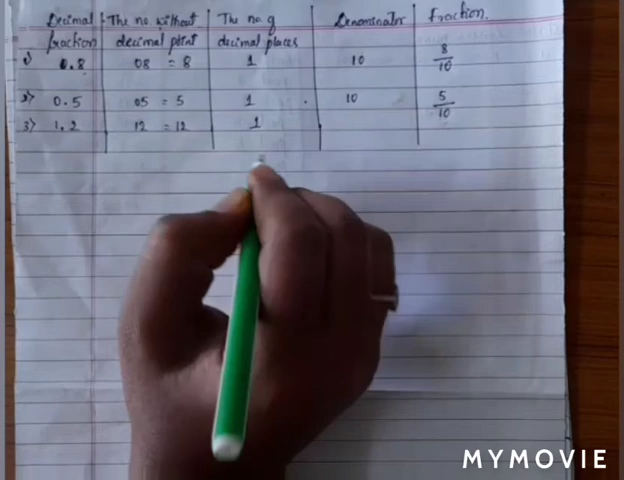 Decimal The no. without The no. of Denominator Fraction.
fraction decimal point decimal places
1) 0.8 08 = 8 1 10 8/10
2) 0.5 05 = 5 1 10 5/10
3) 1.2 12 = 12 1
MYMOVIE